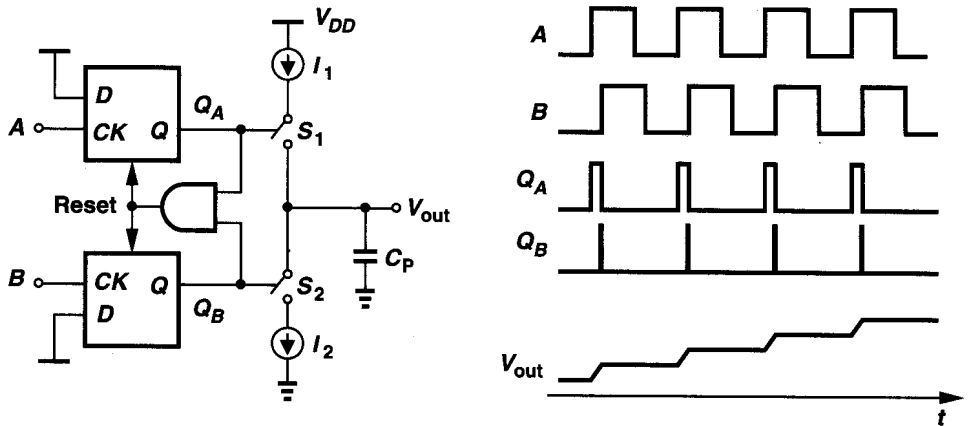 V_DD
I_1
D
Q_A
A
CK
Q
S_1
Reset
V_out
C_P
B
CK
Q
S_2
D
Q_B
I_2
A
B
Q_A
Q_B
V_out
t